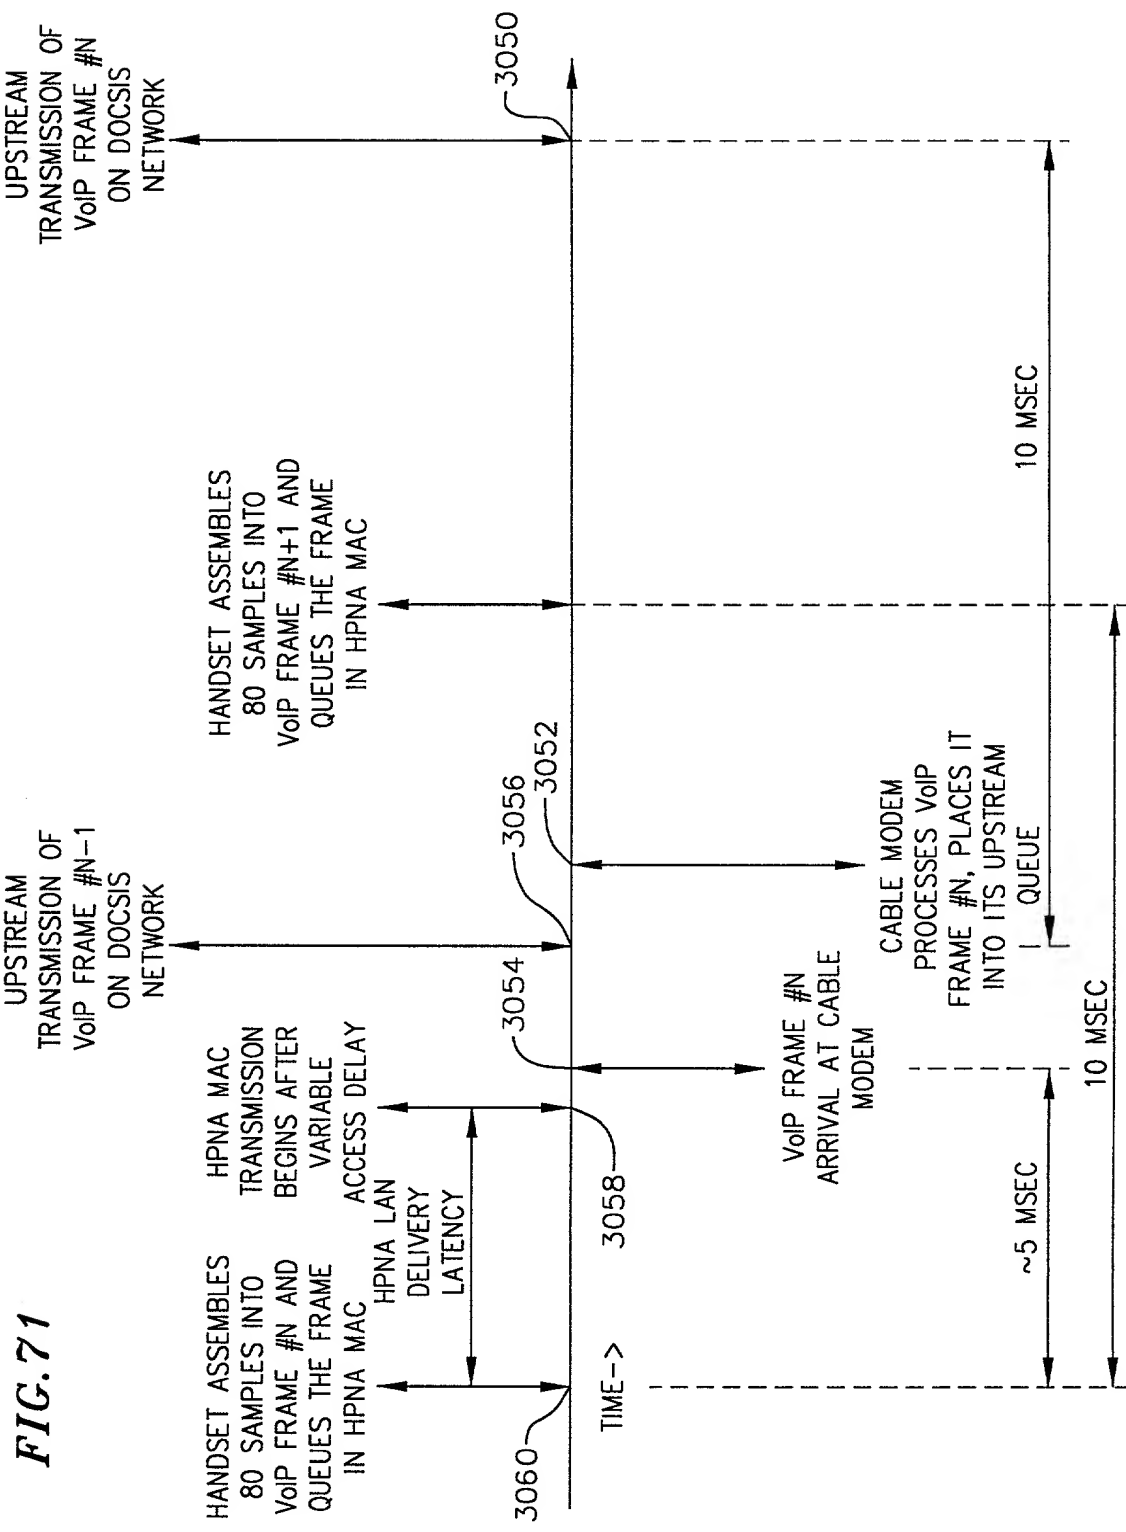 FIG. 71
UPSTREAM
TRANSMISSION OF
VoIP FRAME #N-1
ON DOCSIS
NETWORK
UPSTREAM
TRANSMISSION OF
VoIP FRAME #N
ON DOCSIS
NETWORK
HANDSET ASSEMBLES
80 SAMPLES INTO
VoIP FRAME #N AND
QUEUES THE FRAME
IN HPNA MAC
HPNA MAC
TRANSMISSION
BEGINS AFTER
VARIABLE
ACCESS DELAY
HANDSET ASSEMBLES
80 SAMPLES INTO
VoIP FRAME #N+1 AND
QUEUES THE FRAME
IN HPNA MAC
HPNA LAN
DELIVERY
LATENCY
3060
3054
3056
3052
3050
TIME->
3058
VoIP FRAME #N
ARRIVAL AT CABLE
MODEM
CABLE MODEM
PROCESSES VoIP
FRAME #N, PLACES IT
INTO ITS UPSTREAM
QUEUE
~5 MSEC
10 MSEC
10 MSEC